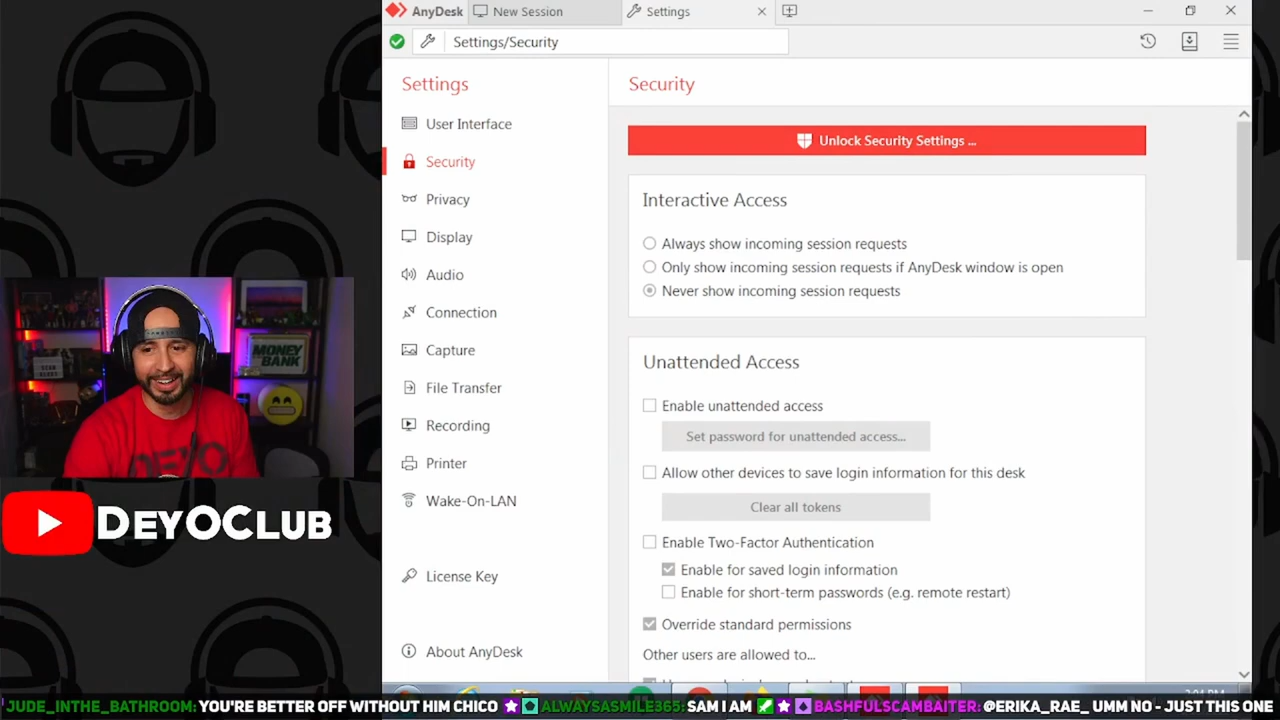 AnyDesk
New Session
Settings
Settings/Security
Settings
User Interface
Security
Privacy
Display
Audio
Connection
Capture
File Transfer
Recording
Printer
Wake-On-LAN
License Key
About AnyDesk
Security
Unlock Security Settings ...
Interactive Access
Always show incoming session requests
Only show incoming session requests if AnyDesk window is open
Never show incoming session requests
Unattended Access
Enable unattended access
Set password for unattended access...
Allow other devices to save login information for this desk
Clear all tokens
Enable Two-Factor Authentication
Enable for saved login information
Enable for short-term passwords (e.g. remote restart)
Override standard permissions
Other users are allowed to...
MONEY
BANK
DEYOCLUB
JUDE_INTHE_BATHROOM: YOU'RE BETTER OFF WITHOUT HIM CHICO ALWAYSASMILE365: SAM I AM BASHFULSCAMBAITER: @ERIKA_RAE_ UMM NO - JUST THIS ONE